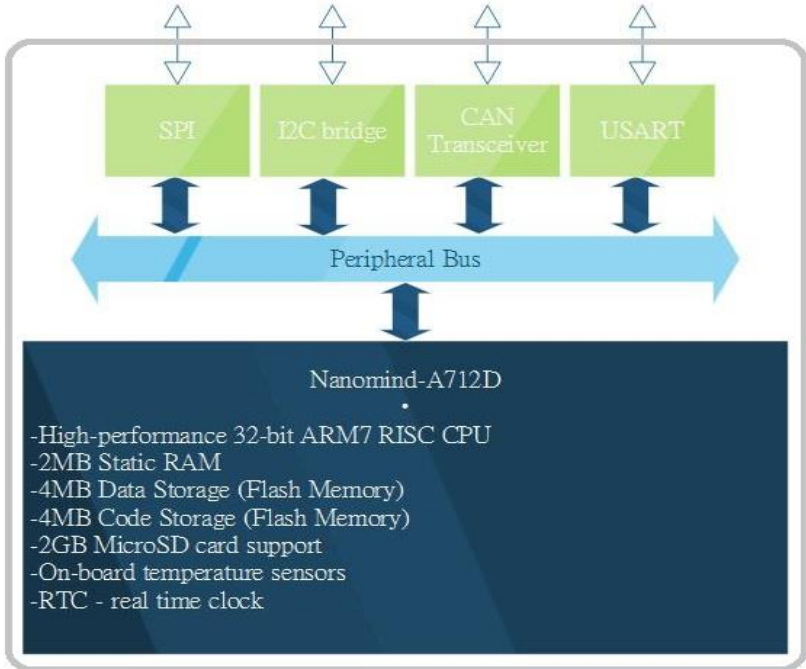 SPI
I2C bridge
CAN
Transceiver
USART
Peripheral Bus
Nanomind-A712D
-High-performance 32-bit ARM7 RISC CPU
-2MB Static RAM
-4MB Data Storage (Flash Memory)
-4MB Code Storage (Flash Memory)
-2GB MicroSD card support
-On-board temperature sensors
-RTC - real time clock